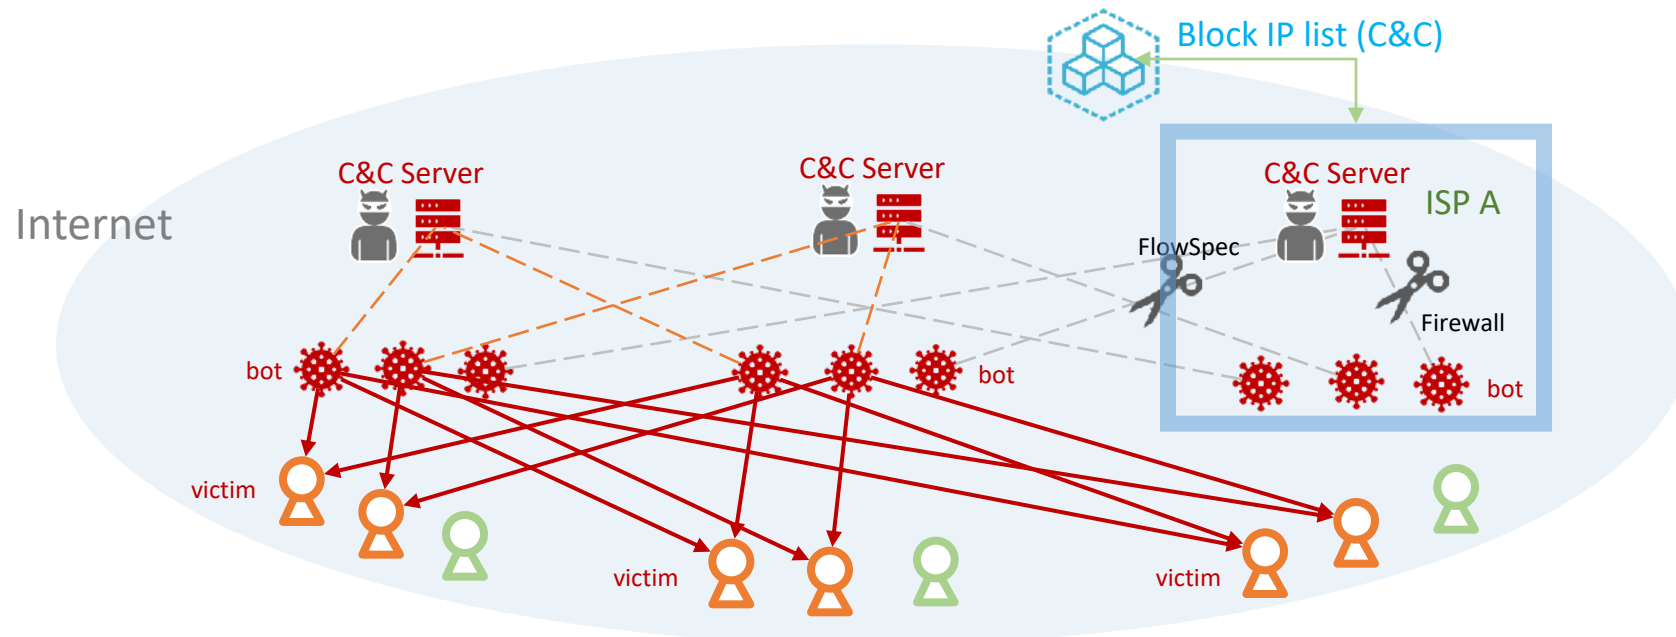 Block IP list (C&C)
C&C Server
C&C Server
C&C Server
ISP A
Internet
FlowSpec
Firewall
bot
bot
bot
victim
victim
victim